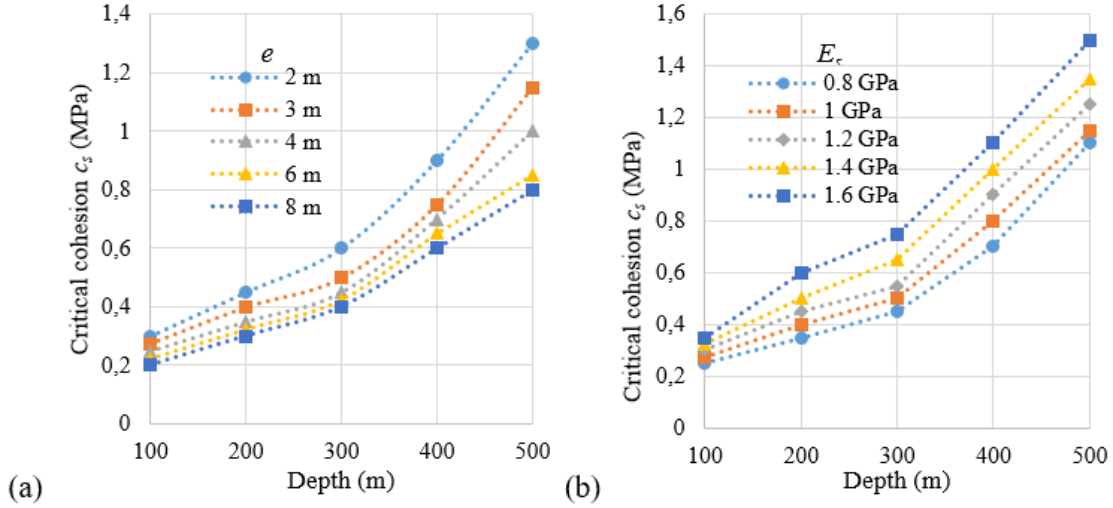 1,4
1,2
1
0,8
0,6
0,4
0,2
0
Critical cohesion cs (MPa)
e
2 m
3 m
4 m
6 m
8 m
100 200 300 400 500
Depth (m)
(a)
1,6
1,4
1,2
1
0,8
0,6
0,4
0,2
0
Critical cohesion cs (MPa)
Es
0.8 GPa
1 GPa
1.2 GPa
1.4 GPa
1.6 GPa
100 200 300 400 500
Depth (m)
(b)